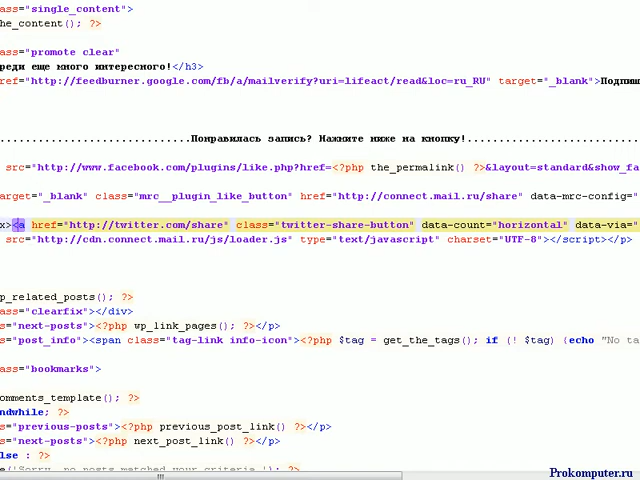 ass="single_content">
he_content(); ?>
ass="promote clear"
реди еще много интересного!</h3>
ref="http://feedburner.google.com/fb/a/mailverify?uri=lifeact/read&loc=ru_RU" target="_blank">Подпиш
..............................Понравилась запись? Нажмите ниже на кнопку!...........................
src="http://www.facebook.com/plugins/like.php?href=<?php the_permalink() ?>&layout=standard&show_fa
arget="_blank" class="mrc__plugin_like_button" href="http://connect.mail.ru/share" data-mrc-config="
x><a href="http://twitter.com/share" class="twitter-share-button" data-count="horizontal" data-via="
src="http://cdn.connect.mail.ru/js/loader.js" type="text/javascript" charset="UTF-8"></script></p>
p_related_posts(); ?>
ass="clearfix"></div>
s="next-posts"><?php wp_link_pages(); ?></p>
s="post_info"><span class="tag-link info-icon"><?php $tag = get_the_tags(); if (! $tag) {echo "No ta
ass="bookmarks">
omments_template(); ?>
ndwhile; ?>
s="previous-posts"><?php previous_post_link() ?></p>
s="next-posts"><?php next_post_link() ?></p>
lse : ?>
e('Sorry, no posts matched your criteria.'); ?>
Prokomputer.ru